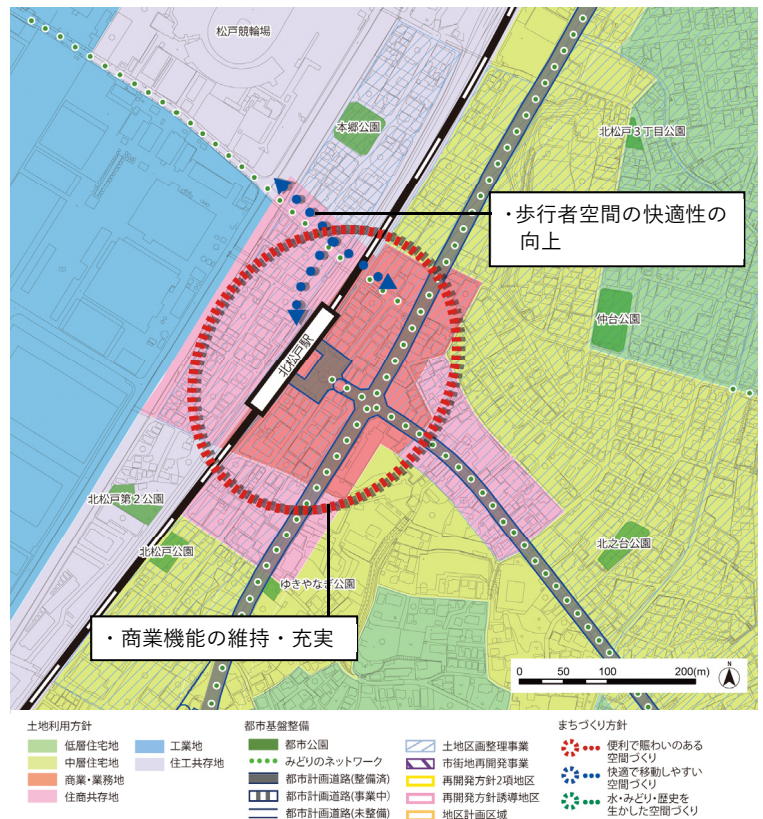 松戸競輪場
本郷公園
北松戸3丁目公園
・歩行者空間の快適性の
向上
仲台公園
北松戸駅
北松戸第2公園
北松戸公園
ゆきやなぎ公園
北之台公園
・商業機能の維持・充実
0 50 100 200(m)
N
土地利用方針
低層住宅地
中層住宅地
商業・業務地
住商共存地
工業地
住工共存地
都市基盤整備
都市公園
みどりのネットワーク
都市計画道路(整備済)
都市計画道路(事業中)
都市計画道路(未整備)
土地区画整理事業
市街地再開発事業
再開発方針2項地区
再開発方針誘導地区
地区計画区域
まちづくり方針
便利で賑わいのある
空間づくり
快適で移動しやすい
空間づくり
水・みどり・歴史を
生かした空間づくり